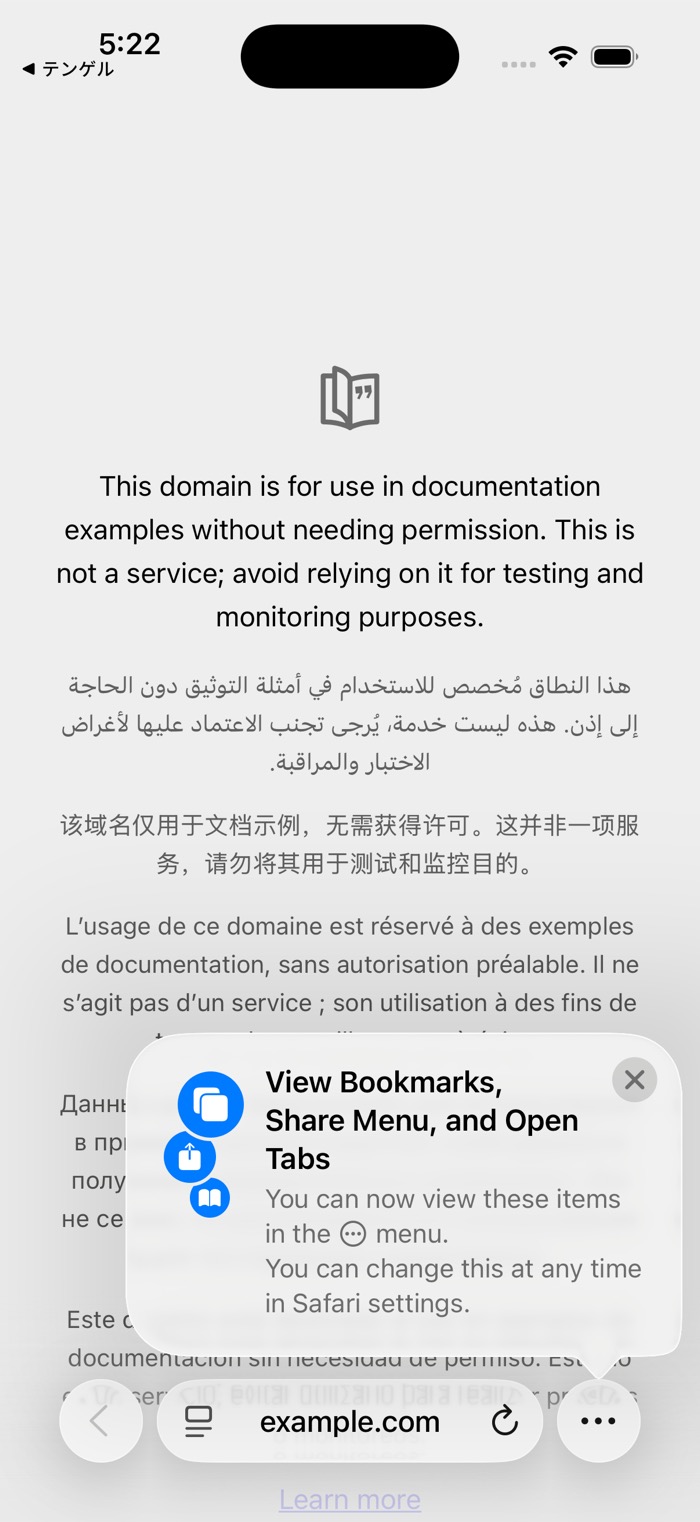 5:22
◀ テンゲル
This domain is for use in documentation
examples without needing permission. This is
not a service; avoid relying on it for testing and
monitoring purposes.
هذا النطاق مُخصص للاستخدام في أمثلة التوثيق دون الحاجة
إلى إذن. هذه ليست خدمة، يُرجى تجنب الاعتماد عليها لأغراض
الاختبار والمراقبة.
该域名仅用于文档示例，无需获得许可。这并非一项服
务，请勿将其用于测试和监控目的。
L’usage de ce domaine est réservé à des exemples
de documentation, sans autorisation préalable. Il ne
s’agit pas d’un service ; son utilisation à des fins de
View Bookmarks,
Share Menu, and Open
Tabs
You can now view these items
in the menu.
You can change this at any time
in Safari settings.
в
не
Este
documentación sin necesidad de permiso.
example.com
Learn more